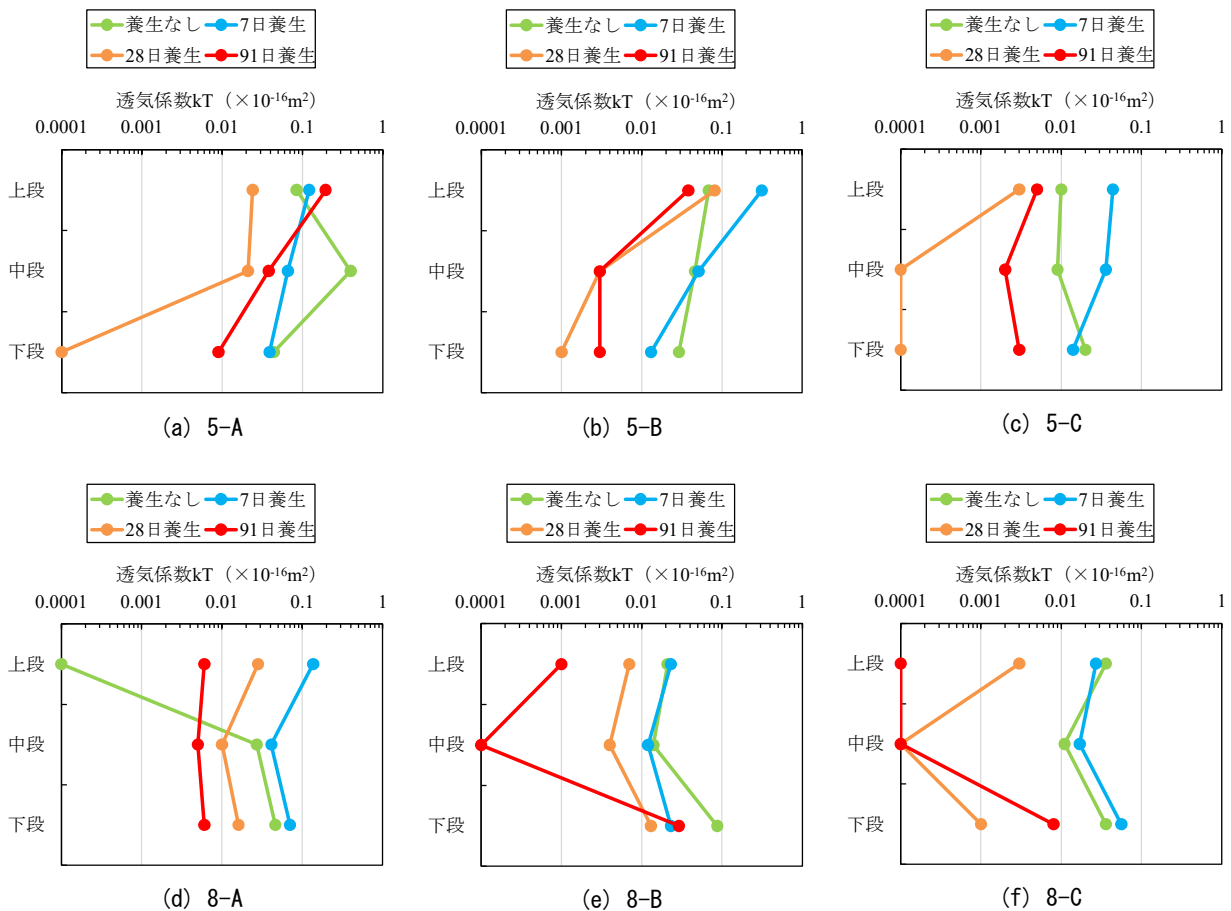 養生なし 7日養生
28日養生 91日養生
透気係数kT（×10⁻¹⁶m²）
0.0001 0.001 0.01 0.1 1
上段
中段
下段
(a) 5-A
養生なし 7日養生
28日養生 91日養生
透気係数kT（×10⁻¹⁶m²）
0.0001 0.001 0.01 0.1 1
上段
中段
下段
(b) 5-B
養生なし 7日養生
28日養生 91日養生
透気係数kT（×10⁻¹⁶m²）
0.0001 0.001 0.01 0.1 1
上段
中段
下段
(c) 5-C
養生なし 7日養生
28日養生 91日養生
透気係数kT（×10⁻¹⁶m²）
0.0001 0.001 0.01 0.1 1
上段
中段
下段
(d) 8-A
養生なし 7日養生
28日養生 91日養生
透気係数kT（×10⁻¹⁶m²）
0.0001 0.001 0.01 0.1 1
上段
中段
下段
(e) 8-B
養生なし 7日養生
28日養生 91日養生
透気係数kT（×10⁻¹⁶m²）
0.0001 0.001 0.01 0.1 1
上段
中段
下段
(f) 8-C